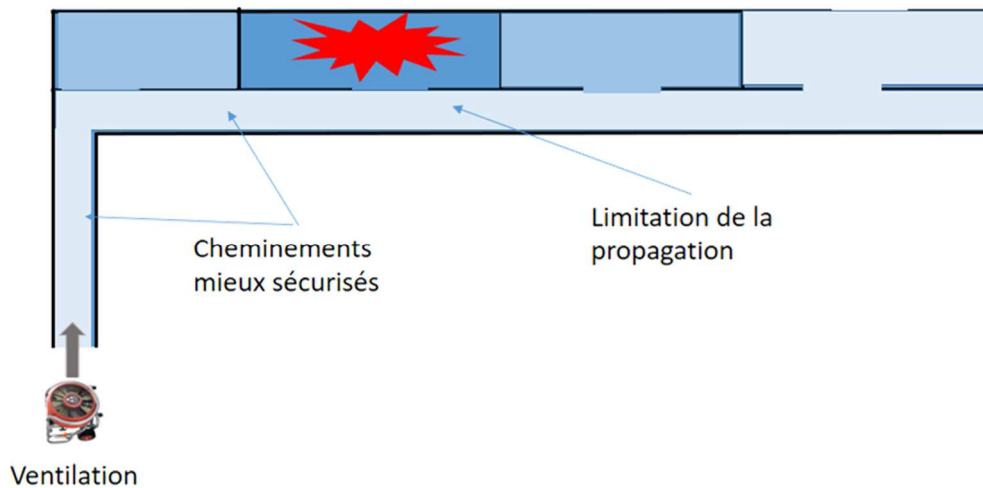 Cheminements
mieux sécurisés
Limitation de la
propagation
Ventilation